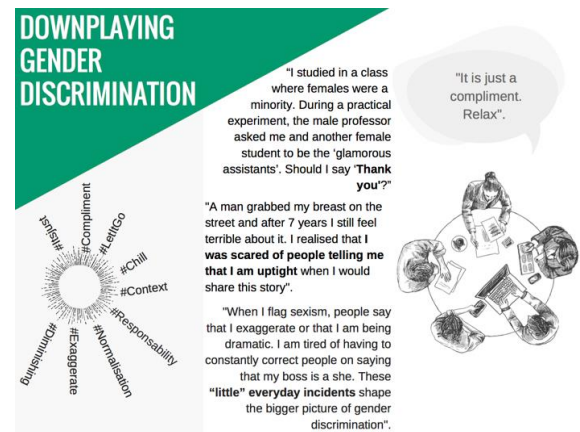 DOWNPLAYING
GENDER
DISCRIMINATION
"I studied in a class
where females were a
minority. During a practical
experiment, the male professor
asked me and another female
student to be the 'glamorous
assistants'. Should I say 'Thank
you'?"
"A man grabbed my breast on the
street and after 7 years I still feel
terrible about it. I realised that I
was scared of people telling me
that I am uptight when I would
share this story".
"When I flag sexism, people say
that I exaggerate or that I am being
dramatic. I am tired of having to
constantly correct people on saying
that my boss is a she. These
“little” everyday incidents shape
the bigger picture of gender
discrimination".
"It is just a
compliment.
Relax".
#ItIsjust
#Compliment
#LetItGo
#Chill
#Context
#Responsability
#Normalisation
#Exaggerate
#Diminishing